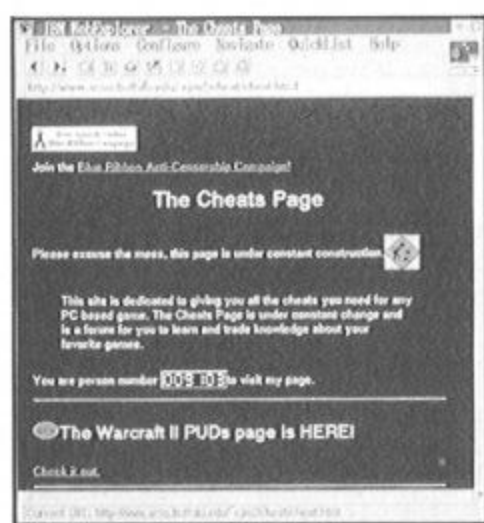 IBM WebExplorer - The Cheats Page
File Options Configure Navigate QuickList Help
Join the Blue Ribbon Anti-Censorship Campaign!
The Cheats Page
Please excuse the mess, this page is under constant construction.
This site is dedicated to giving you all the cheats you need for any
PC based game. The Cheats Page is under constant change and
is a forum for you to learn and trade knowledge about your
favorite games.
You are person number 009103 to visit my page.
The Warcraft II PUDs page is HERE!
Check it out.